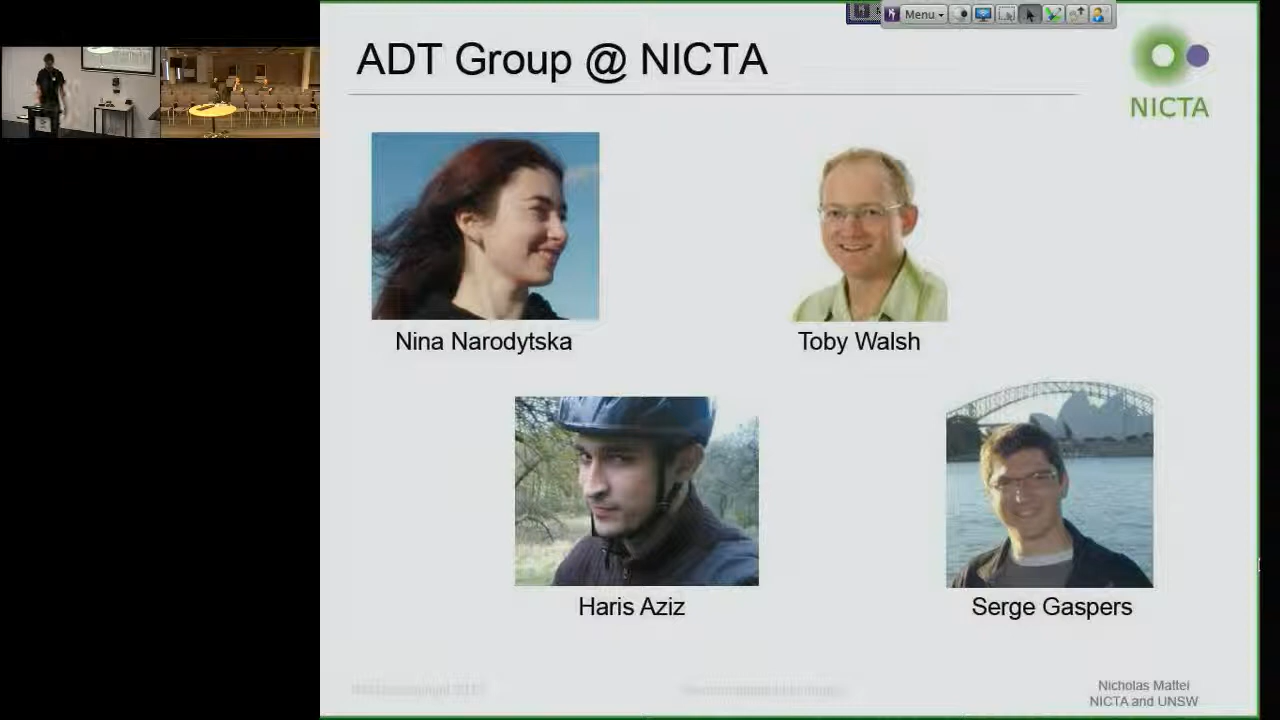 Menu
ADT Group @ NICTA
NICTA
Nina Narodytska
Toby Walsh
Haris Aziz
Serge Gaspers
Nicholas Mattei
NICTA and UNSW